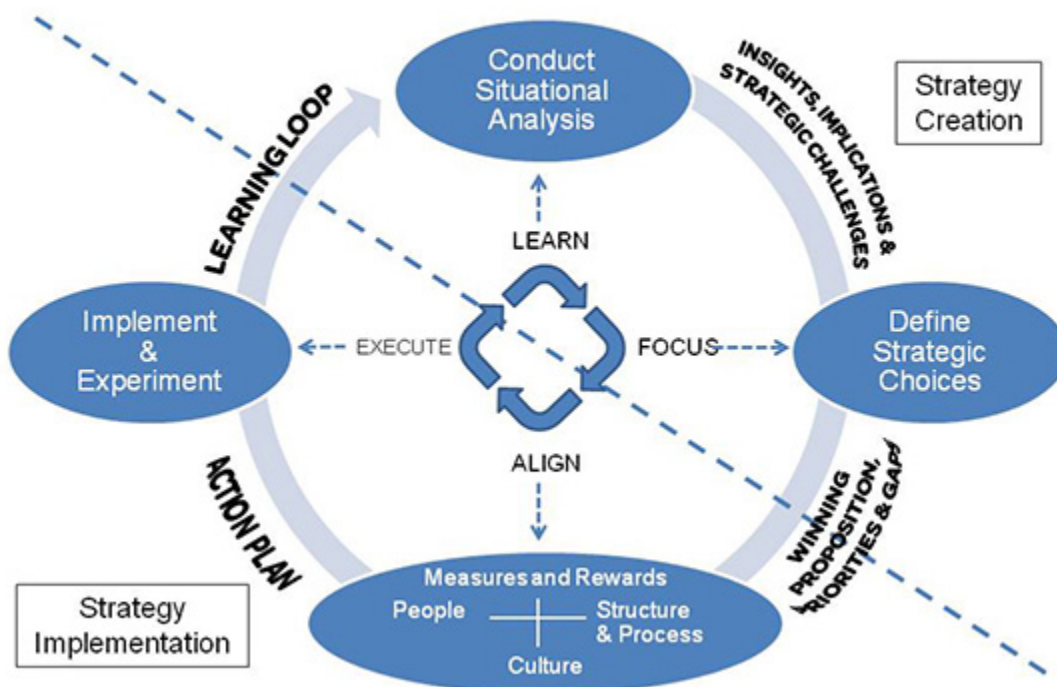 Conduct
Situational
Analysis
INSIGHTS, IMPLICATIONS &
STRATEGIC CHALLENGES
Strategy
Creation
LEARNING LOOP
LEARN
Implement
&
Experiment
EXECUTE
FOCUS
Define
Strategic
Choices
ALIGN
ACTION PLAN
WINNING
PROPOSITION,
PRIORITIES & GAPS
Measures and Rewards
People
Structure
& Process
Culture
Strategy
Implementation